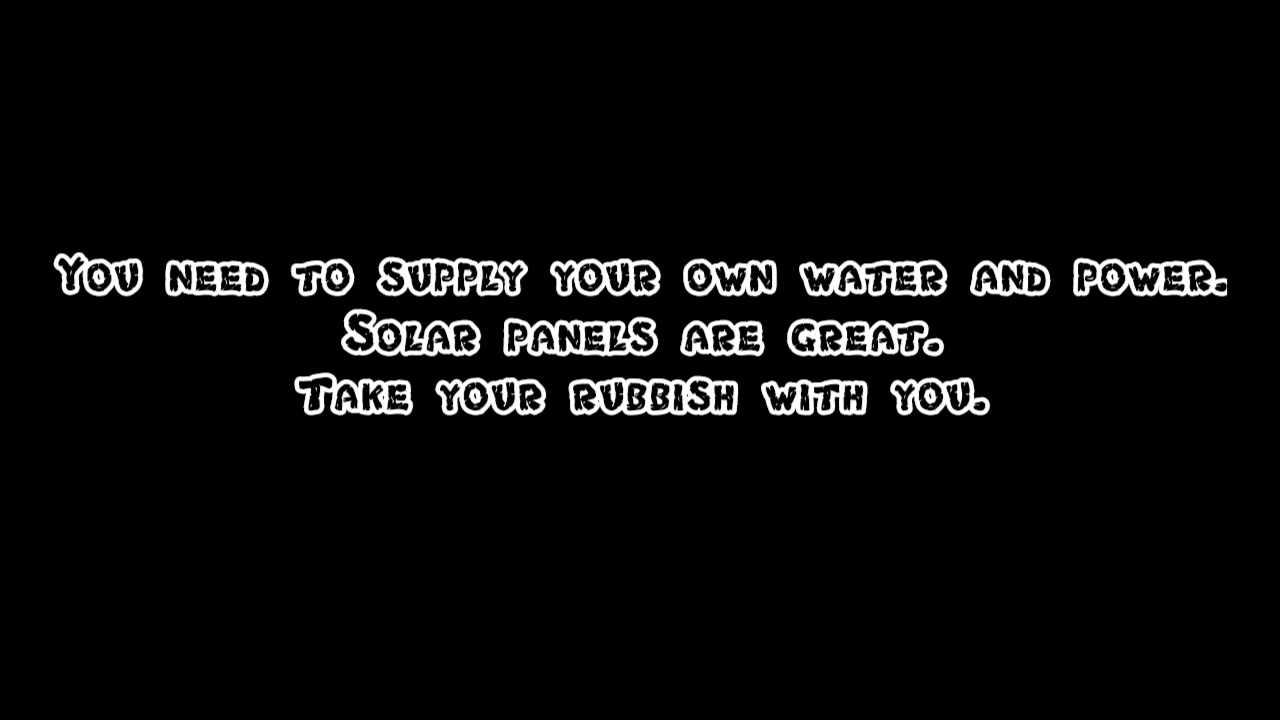 You need to supply your own water and power.
Solar panels are great.
Take your rubbish with you.